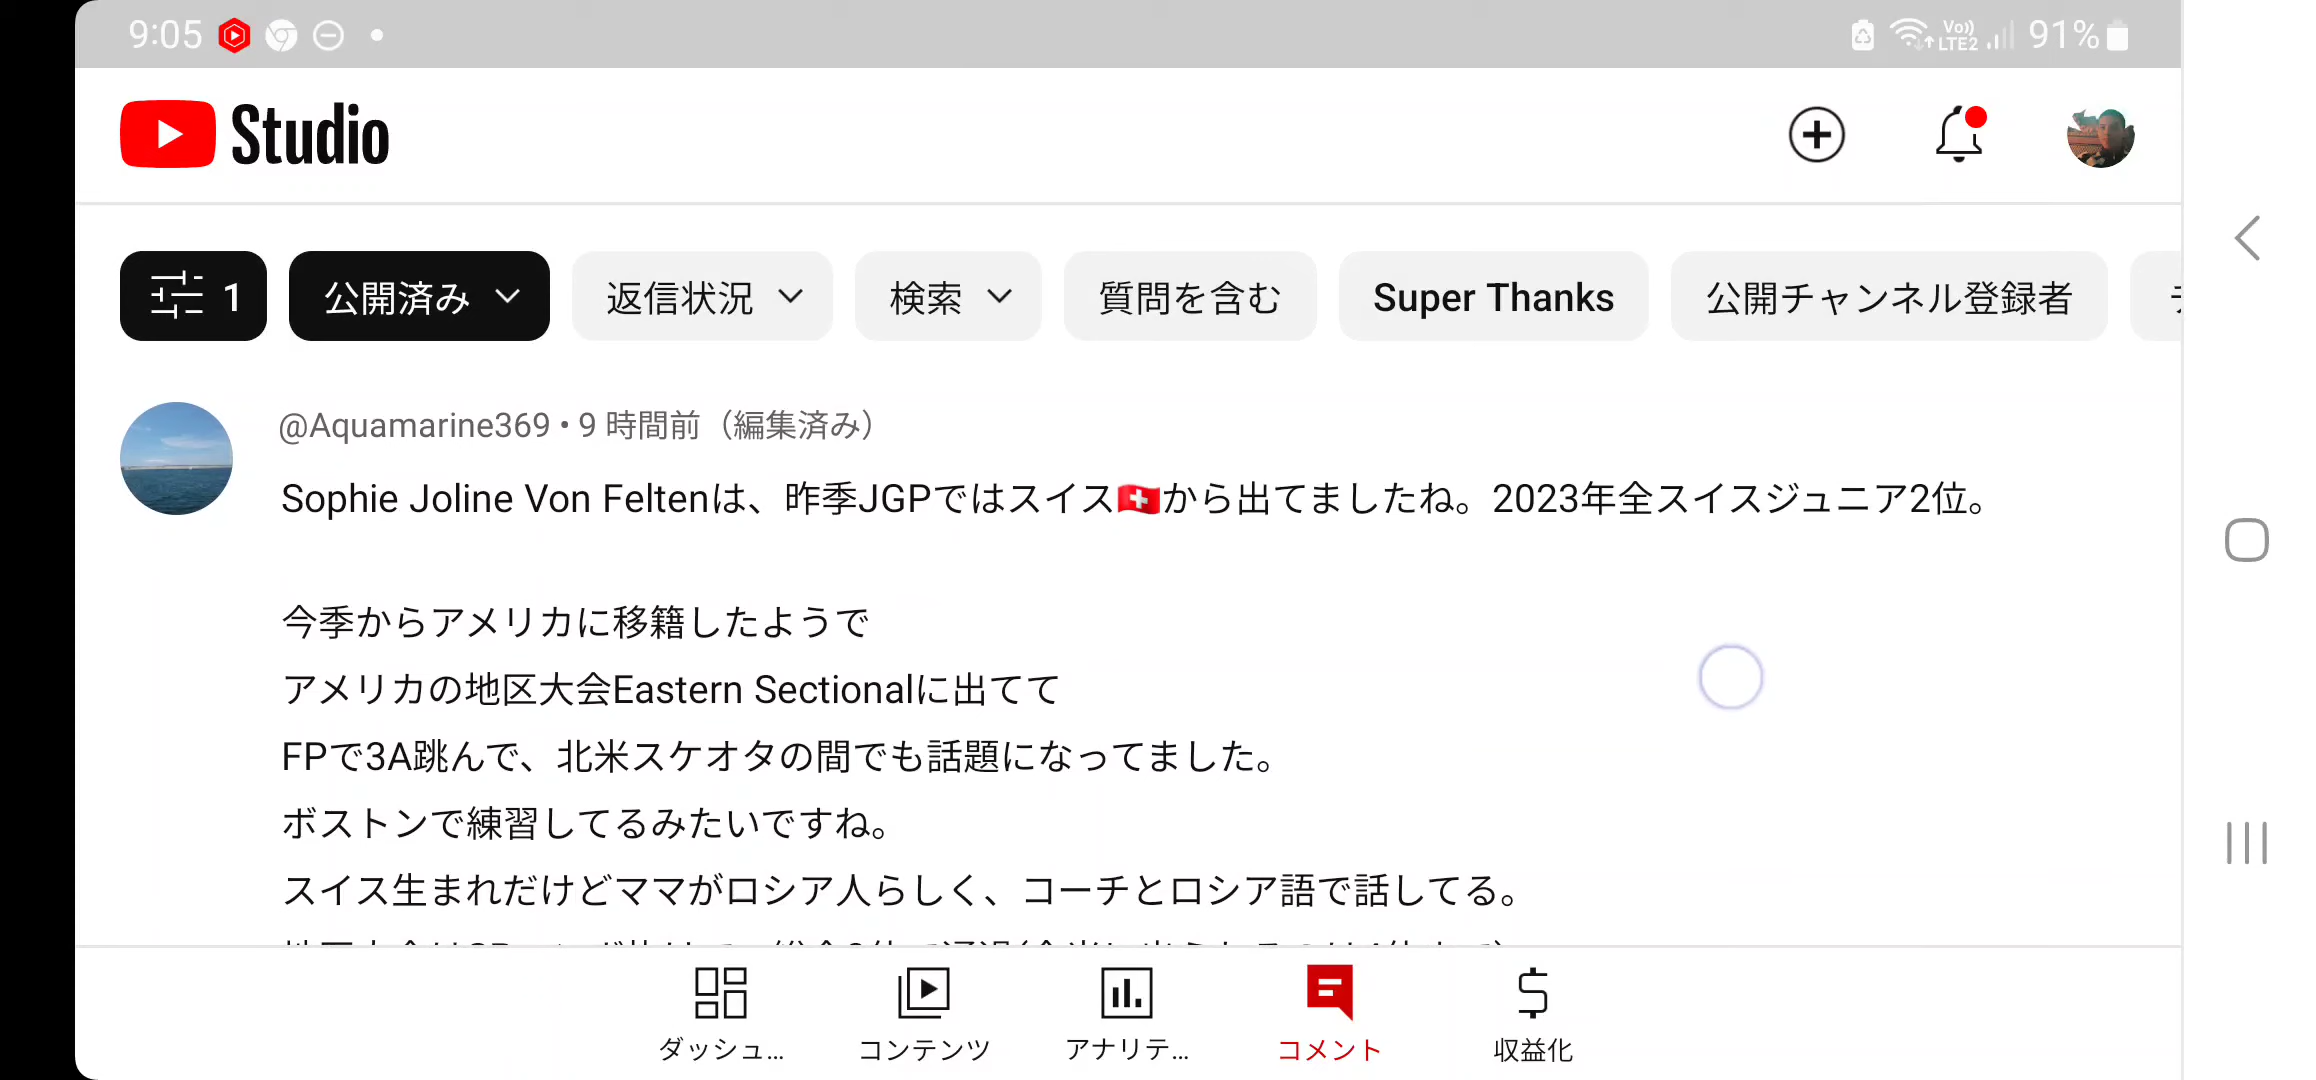 9:05
Vo)) LTE2 91%
Studio
1 公開済み 返信状況 検索 質問を含む Super Thanks 公開チャンネル登録者
@Aquamarine369 • 9 時間前（編集済み）
Sophie Joline Von Feltenは、昨季JGPではスイス🇨🇭から出てましたね。2023年全スイスジュニア2位。
今季からアメリカに移籍したようで
アメリカの地区大会Eastern Sectionalに出てて
FPで3A跳んで、北米スケオタの間でも話題になってました。
ボストンで練習してるみたいですね。
スイス生まれだけどママがロシア人らしく、コーチとロシア語で話してる。
ダッシュ... コンテンツ アナリテ... コメント 収益化